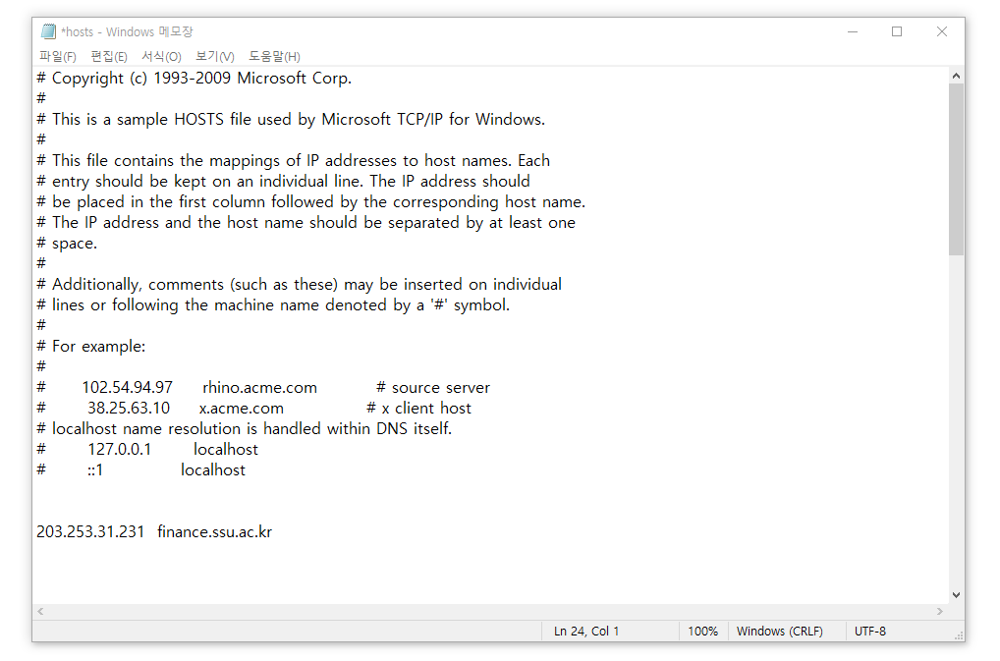 *hosts - Windows 메모장
파일(F) 편집(E) 서식(O) 보기(V) 도움말(H)
# Copyright (c) 1993-2009 Microsoft Corp.
#
# This is a sample HOSTS file used by Microsoft TCP/IP for Windows.
#
# This file contains the mappings of IP addresses to host names. Each
# entry should be kept on an individual line. The IP address should
# be placed in the first column followed by the corresponding host name.
# The IP address and the host name should be separated by at least one
# space.
#
# Additionally, comments (such as these) may be inserted on individual
# lines or following the machine name denoted by a '#' symbol.
#
# For example:
#
# 102.54.94.97 rhino.acme.com # source server
# 38.25.63.10 x.acme.com # x client host
# localhost name resolution is handled within DNS itself.
# 127.0.0.1 localhost
# ::1 localhost
203.253.31.231 finance.ssu.ac.kr
Ln 24, Col 1 100% Windows (CRLF) UTF-8